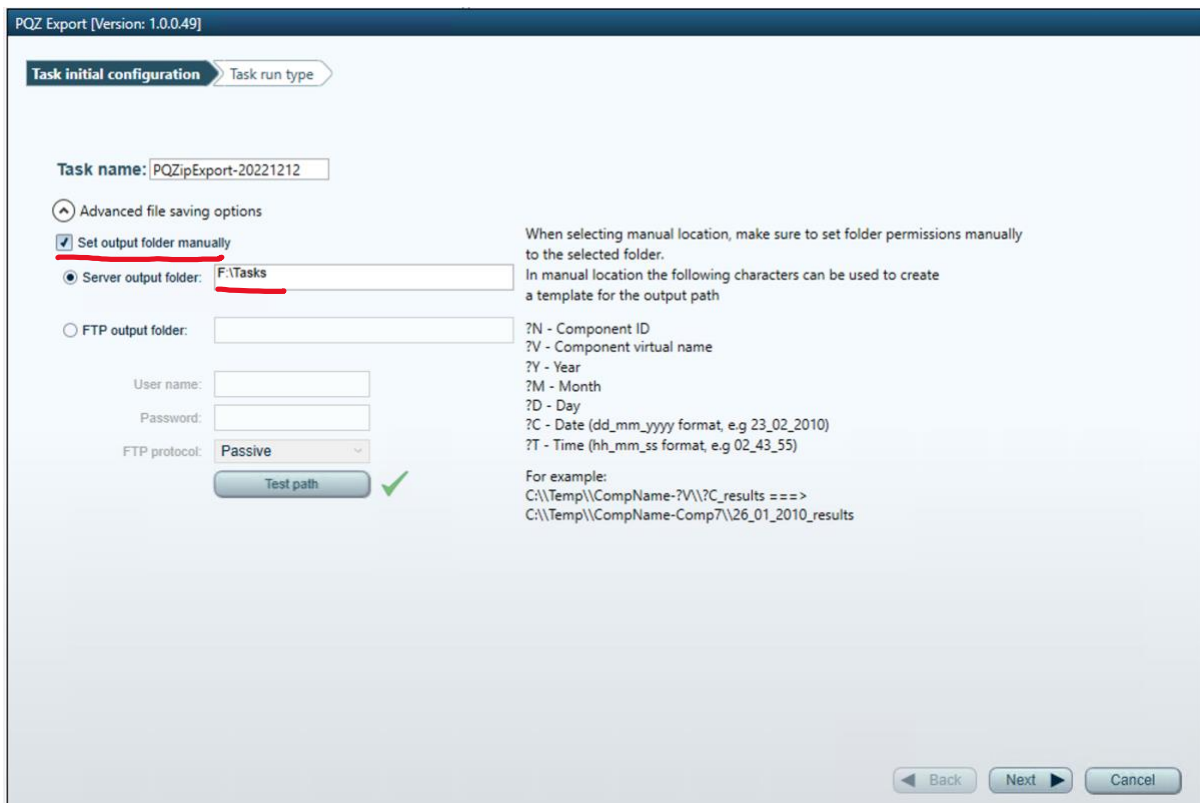 PQZ Export [Version: 1.0.0.49]
Task initial configuration
Task run type
Task name: PQZipExport-20221212
Advanced file saving options
Set output folder manually
Server output folder: F:\Tasks
FTP output folder:
User name:
Password:
FTP protocol: Passive
Test path
When selecting manual location, make sure to set folder permissions manually
to the selected folder.
In manual location the following characters can be used to create
a template for the output path
?N - Component ID
?V - Component virtual name
?Y - Year
?M - Month
?D - Day
?C - Date (dd_mm_yyyy format, e.g 23_02_2010)
?T - Time (hh_mm_ss format, e.g 02_43_55)
For example:
C:\\Temp\\CompName-?V\\?C_results ===>
C:\\Temp\\CompName-Comp7\\26_01_2010_results
Back
Next
Cancel